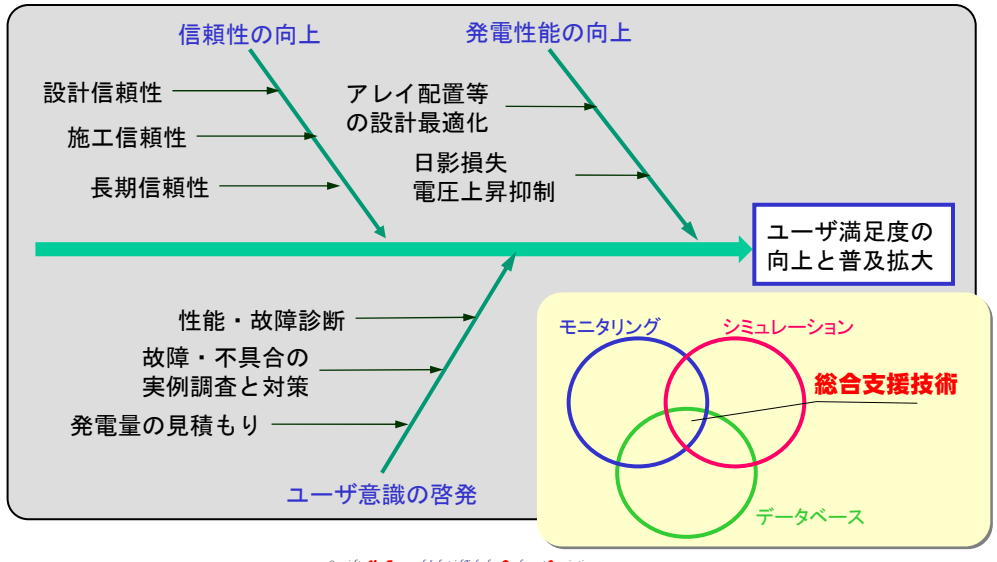 信頼性の向上
発電性能の向上
設計信頼性
施工信頼性
長期信頼性
アレイ配置等
の設計最適化
日影損失
電圧上昇抑制
ユーザ満足度の
向上と普及拡大
性能・故障診断
故障・不具合の
実例調査と対策
発電量の見積もり
ユーザ意識の啓発
モニタリング
シミュレーション
総合支援技術
データベース